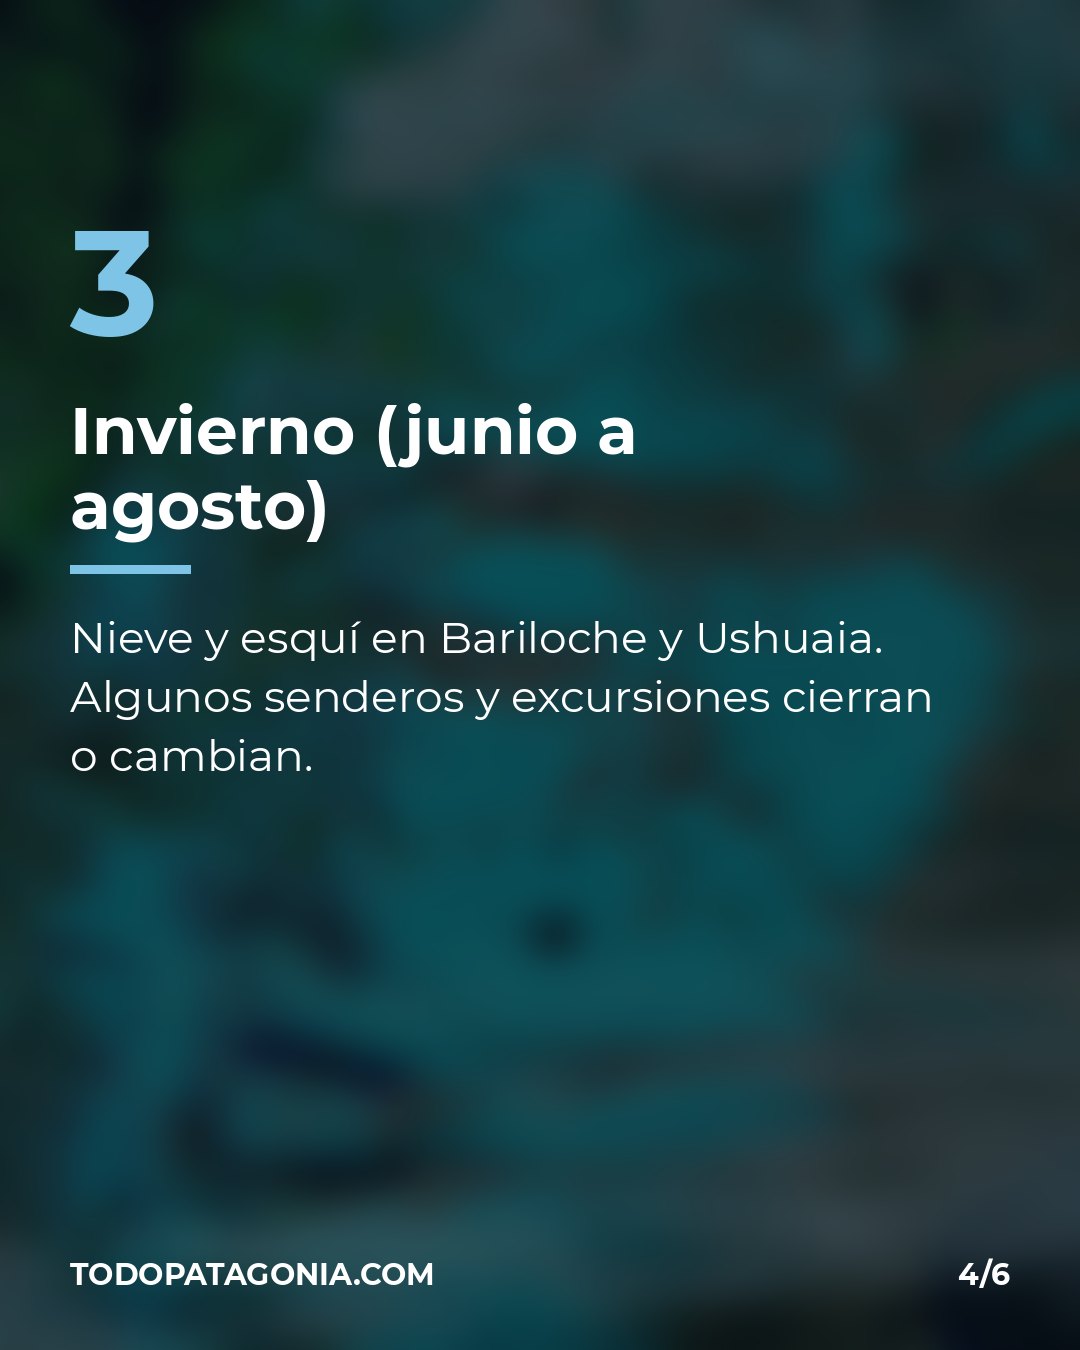 3
Invierno (junio a
agosto)
Nieve y esquí en Bariloche y Ushuaia.
Algunos senderos y excursiones cierran
o cambian.
TODOPATAGONIA.COM
4/6